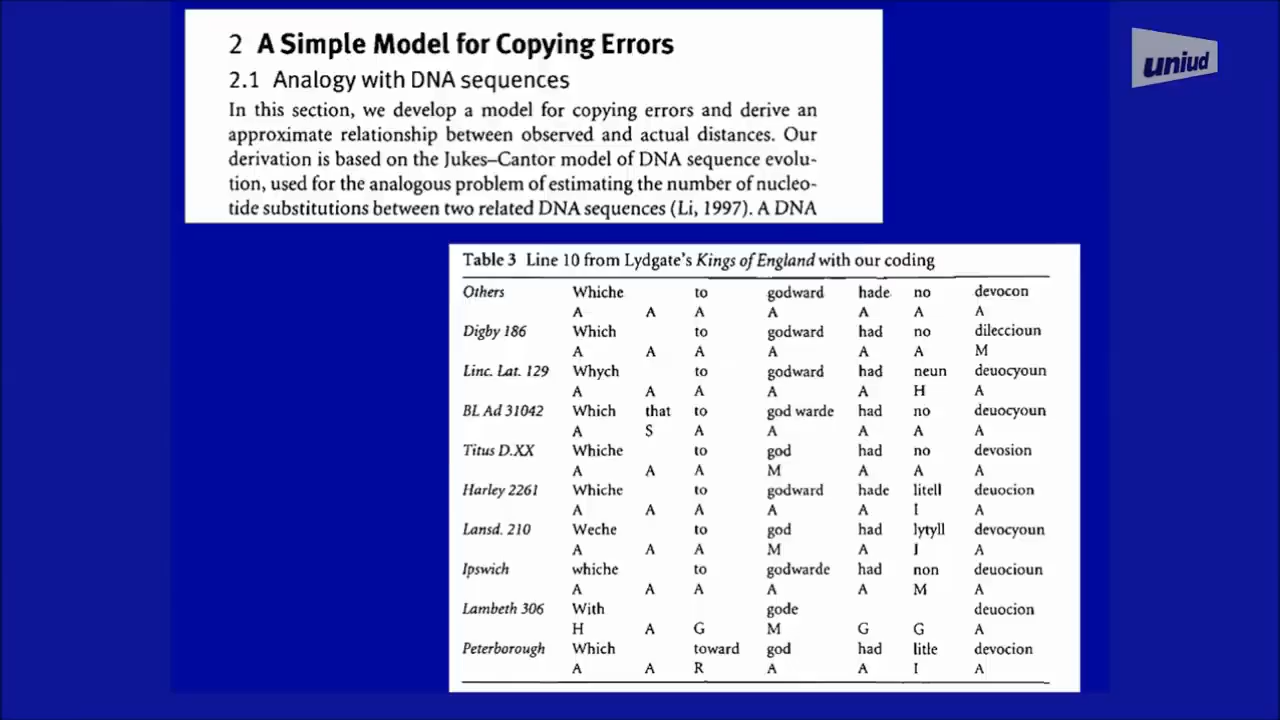 2 A Simple Model for Copying Errors
2.1 Analogy with DNA sequences
In this section, we develop a model for copying errors and derive an
approximate relationship between observed and actual distances. Our
derivation is based on the Jukes–Cantor model of DNA sequence evolu-
tion, used for the analogous problem of estimating the number of nucleo-
tide substitutions between two related DNA sequences (Li, 1997). A DNA
uniud
Table 3 Line 10 from Lydgate's Kings of England with our coding
Others Whiche to godward hade no devocon
A A A A A A A
Digby 186 Which to godward had no dileccioun
A A A A A A M
Linc. Lat. 129 Whych to godward had neun deuocyoun
A A A A A H A
BL Ad 31042 Which that to god warde had no deuocyoun
A S A A A A A
Titus D.XX Whiche to god had no devosion
A A A M A A A
Harley 2261 Whiche to godward hade litell deuocion
A A A A A I A
Lansd. 210 Weche to god had lytyll devocyoun
A A A M A J A
Ipswich whiche to godwarde had non deuocioun
A A A A A M A
Lambeth 306 With gode deuocion
H A G M G G A
Peterborough Which toward god had litle devocion
A A R A A I A